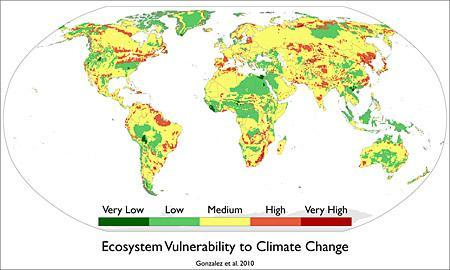 Very Low Low Medium High Very High
Ecosystem Vulnerability to Climate Change
Gonzalez et al. 2010